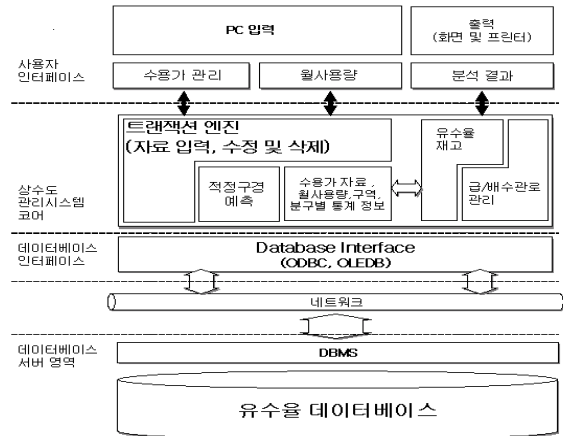 PC 입력
출력
(화면 및 프린터)
사용자
인터페이스
수용가 관리
월사용량
분석 결과
트랜잭션 엔진
(자료 입력, 수정 및 삭제)
유수율
재고
적정구경
예측
수용가 자료,
월사용량,구역,
분구별 통계 정보
급/배수관로
관리
상수도
관리시스템
코어
데이터베이스
인터페이스
Database Interface
(ODBC, OLEDB)
네트워크
데이터베이스
서버 영역
DBMS
유수율 데이터베이스